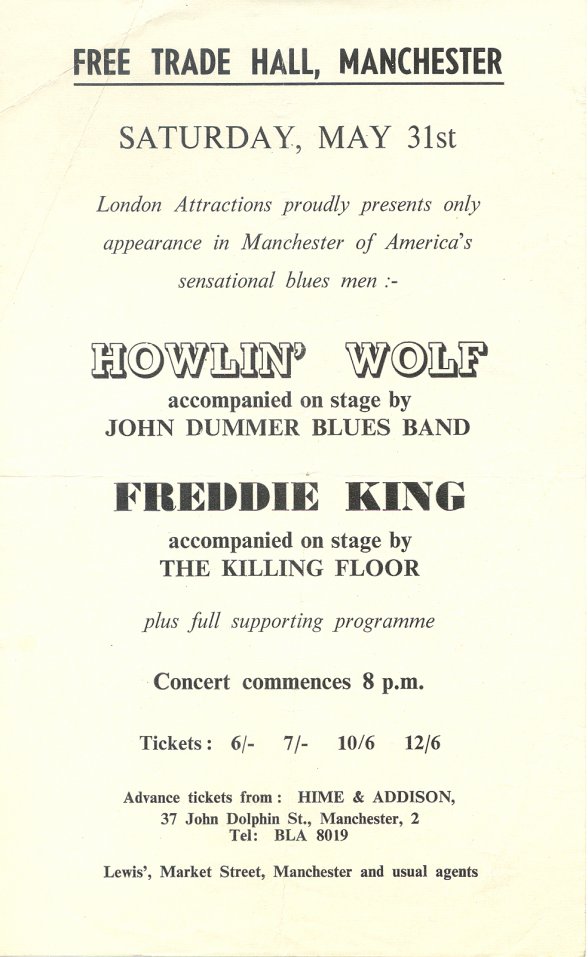 FREE TRADE HALL, MANCHESTER
SATURDAY, MAY 31st
London Attractions proudly presents only
appearance in Manchester of America's
sensational blues men :-
HOWLIN' WOLF
accompanied on stage by
JOHN DUMMER BLUES BAND
FREDDIE KING
accompanied on stage by
THE KILLING FLOOR
plus full supporting programme
Concert commences 8 p.m.
Tickets : 6/- 7/- 10/6 12/6
Advance tickets from : HIME & ADDISON,
37 John Dolphin St., Manchester, 2
Tel: BLA 8019
Lewis', Market Street, Manchester and usual agents